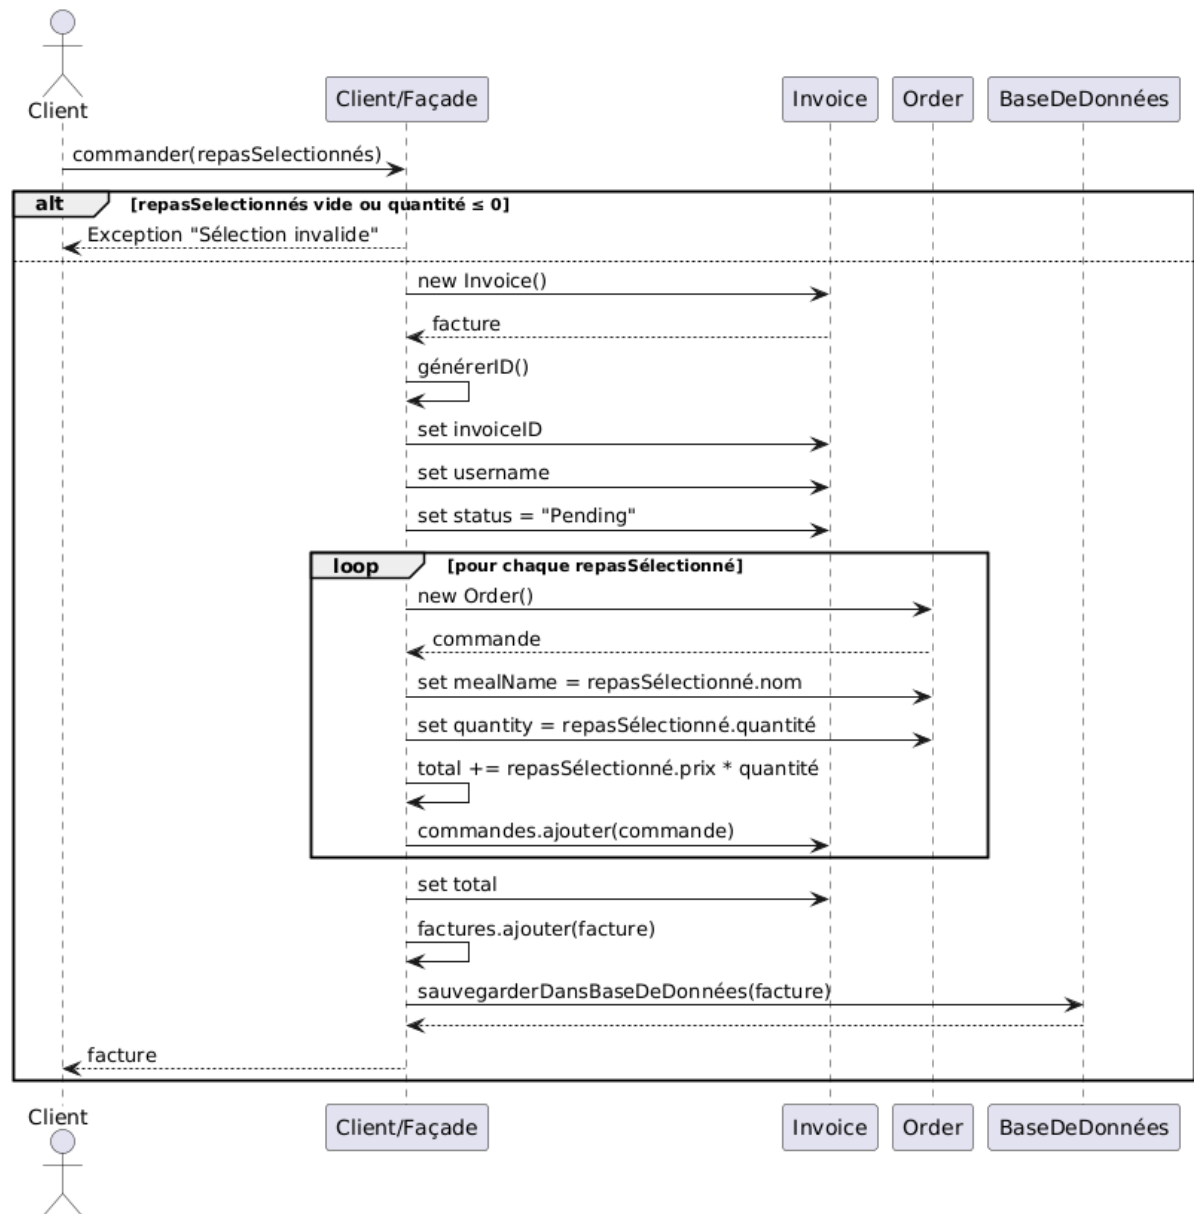 Client
Client/Façade
Invoice
Order
BaseDeDonnées
commander(repasSelectionnés)
alt
[repasSelectionnés vide ou quantité ≤ 0]
Exception "Sélection invalide"
new Invoice()
facture
générerID()
set invoiceID
set username
set status = "Pending"
loop
[pour chaque repasSélectionné]
new Order()
commande
set mealName = repasSélectionné.nom
set quantity = repasSélectionné.quantité
total += repasSélectionné.prix * quantité
commandes.ajouter(commande)
set total
factures.ajouter(facture)
sauvegarderDansBaseDeDonnées(facture)
facture
Client
Client/Façade
Invoice
Order
BaseDeDonnées